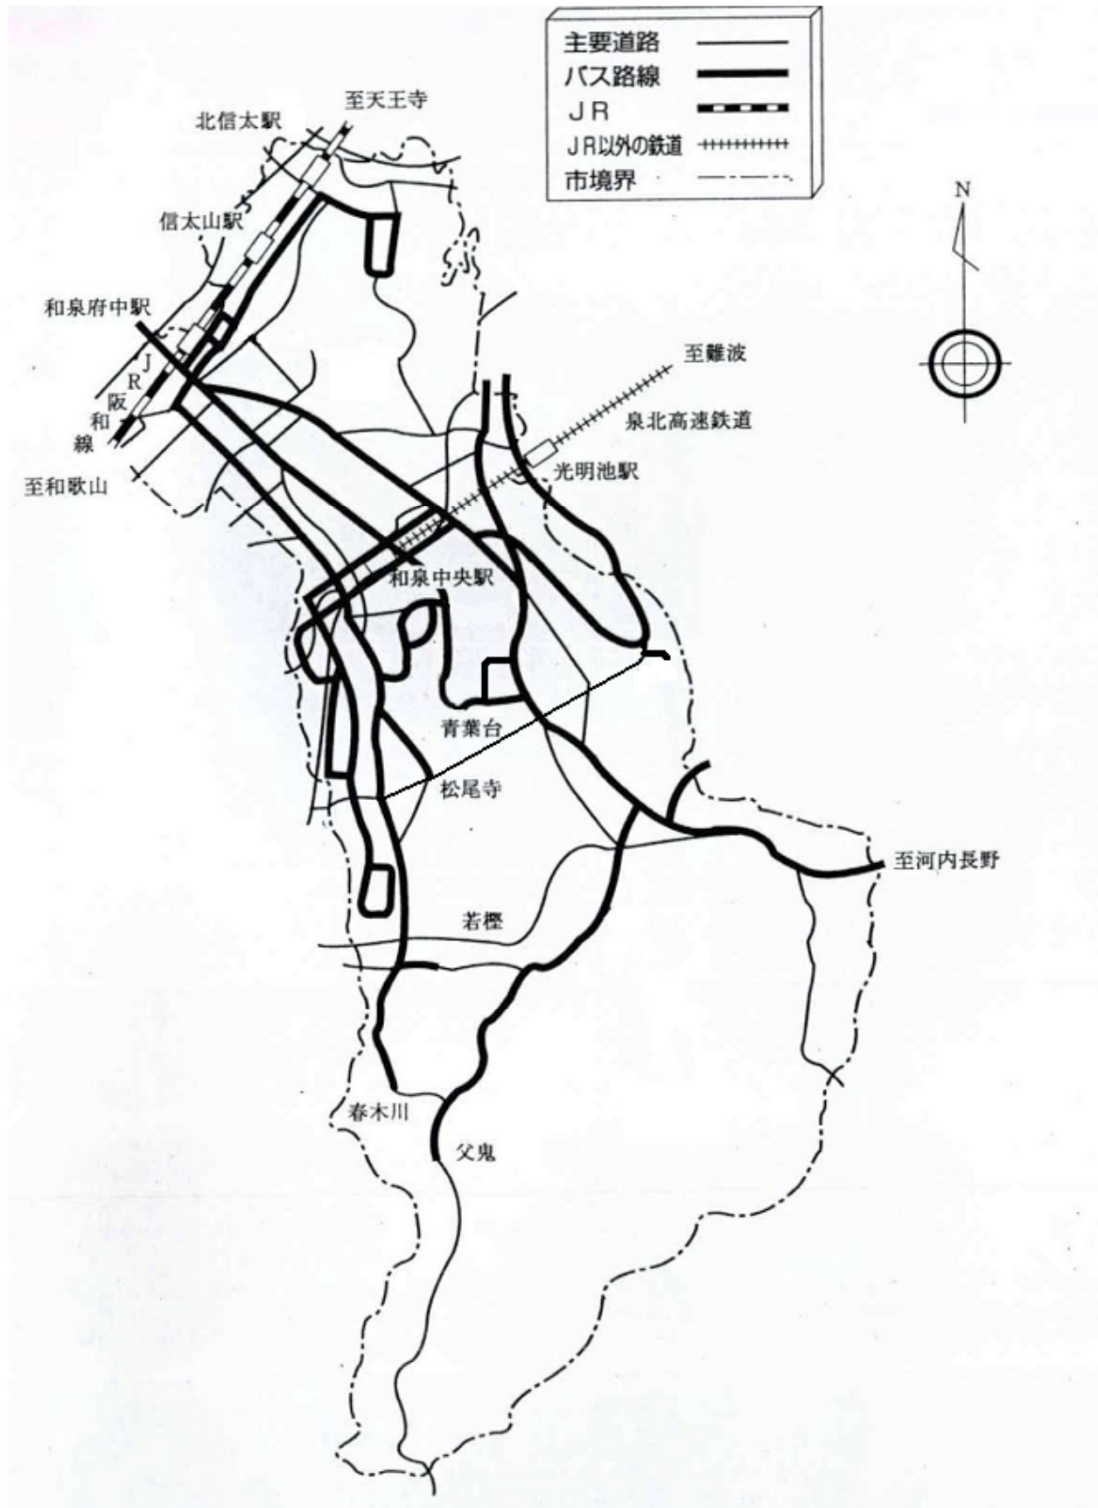 主要道路
バス路線
JR
JR以外の鉄道
市境界
至天王寺
北信太駅
N
信太山駅
和泉府中駅
至難波
JR阪和線
泉北高速鉄道
光明池駅
至和歌山
和泉中央駅
青葉台
松尾寺
至河内長野
若樫
春木川
父鬼